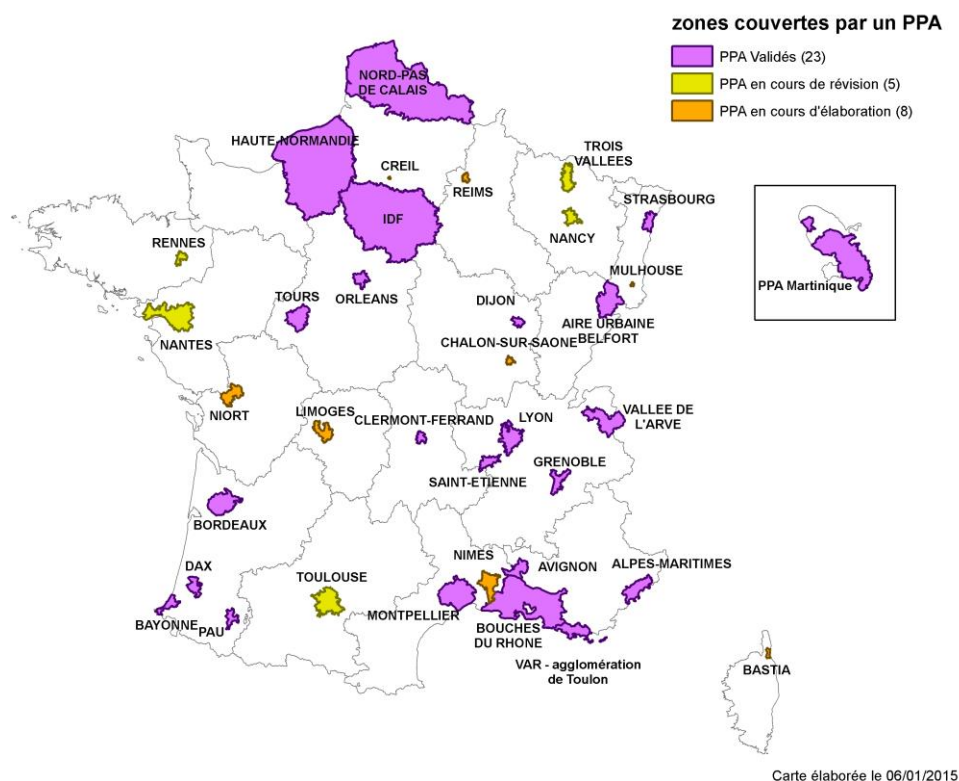 zones couvertes par un PPA
PPA Validés (23)
PPA en cours de révision (5)
PPA en cours d'élaboration (8)
NORD-PAS
DE CALAIS
HAUTE-NORMANDIE
CREIL
REIMS
TROIS
VALLEES
STRASBOURG
IDF
NANCY
RENNES
MULHOUSE
PPA Martinique
ORLEANS
TOURS
DIJON
AIRE URBAINE
BELFORT
NANTES
CHALON-SUR-SAONE
NIORT
LIMOGES
CLERMONT-FERRAND
LYON
VALLEE DE
L'ARVE
GRENOBLE
SAINT-ETIENNE
BORDEAUX
NIMES
AVIGNON
ALPES-MARITIMES
DAX
TOULOUSE
MONTPELLIER
BAYONNE
PAU
BOUCHES
DU RHONE
VAR - agglomération
de Toulon
BASTIA
Carte élaborée le 06/01/2015